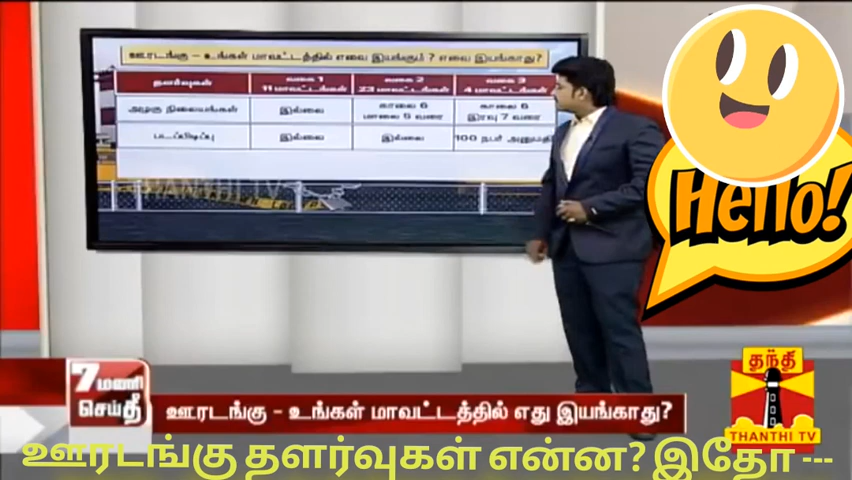 ஊரடங்கு – உங்கள் மாவட்டத்தில் எவை இயங்கும் ? எவை இயங்காது?
தளர்வுகள்
வகை 1
11 மாவட்டங்கள்
வகை 2
23 மாவட்டங்கள்
வகை 3
4 மாவட்டங்கள்
அழகு நிலையங்கள்
இல்லை
காலை 6
மாலை 5 வரை
காலை 6
இரவு 7 வரை
படப்பிடிப்பு
இல்லை
இல்லை
100 நபர் அனுமதி
THANTHI TV
Hello!
7 மணி
செய்தீ
ஊரடங்கு – உங்கள் மாவட்டத்தில் எது இயங்காது?
தந்தி
THANTHI TV
ஊரடங்கு தளர்வுகள் என்ன? இதோ ---